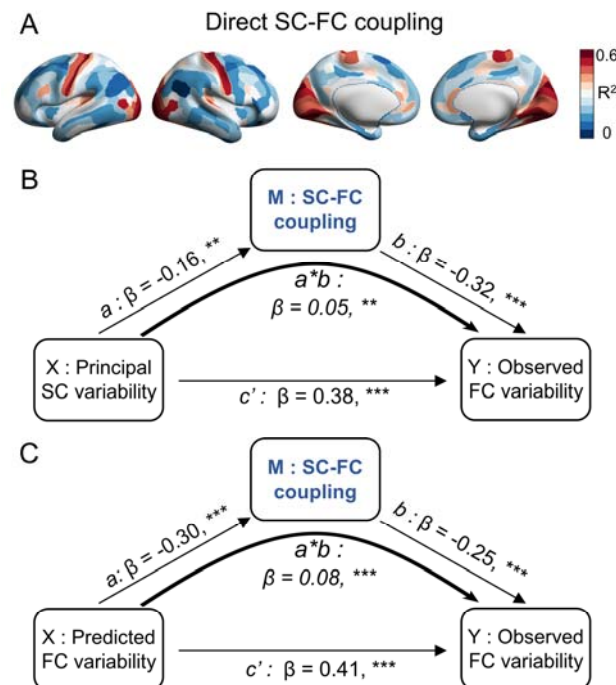 A
Direct SC-FC coupling
0.6
R²
0
B
M : SC-FC
coupling
a : β = -0.16, **
b : β = -0.32, ***
a*b :
β = 0.05, **
X : Principal
SC variability
Y : Observed
FC variability
c' : β = 0.38, ***
C
M : SC-FC
coupling
a: β = -0.30, ***
b : β = -0.25, ***
a*b :
β = 0.08, ***
X : Predicted
FC variability
Y : Observed
FC variability
c' : β = 0.41, ***